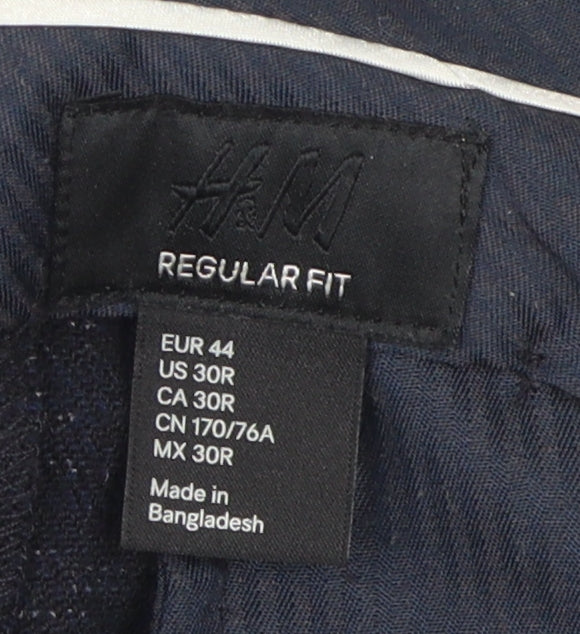 H&M
REGULAR FIT
EUR 44
US 30R
CA 30R
CN 170/76A
MX 30R
Made in
Bangladesh